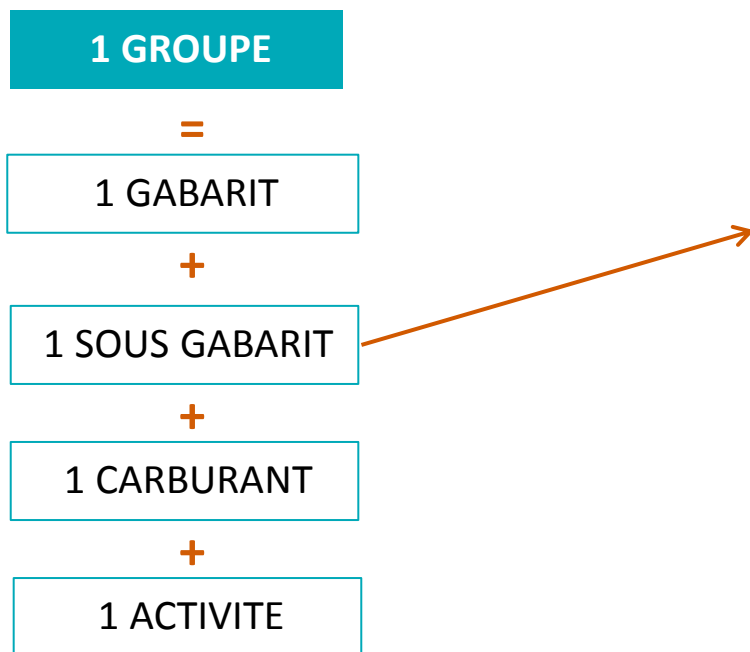 1 GROUPE
=
1 GABARIT
+
1 SOUS GABARIT
+
1 CARBURANT
+
1 ACTIVITE